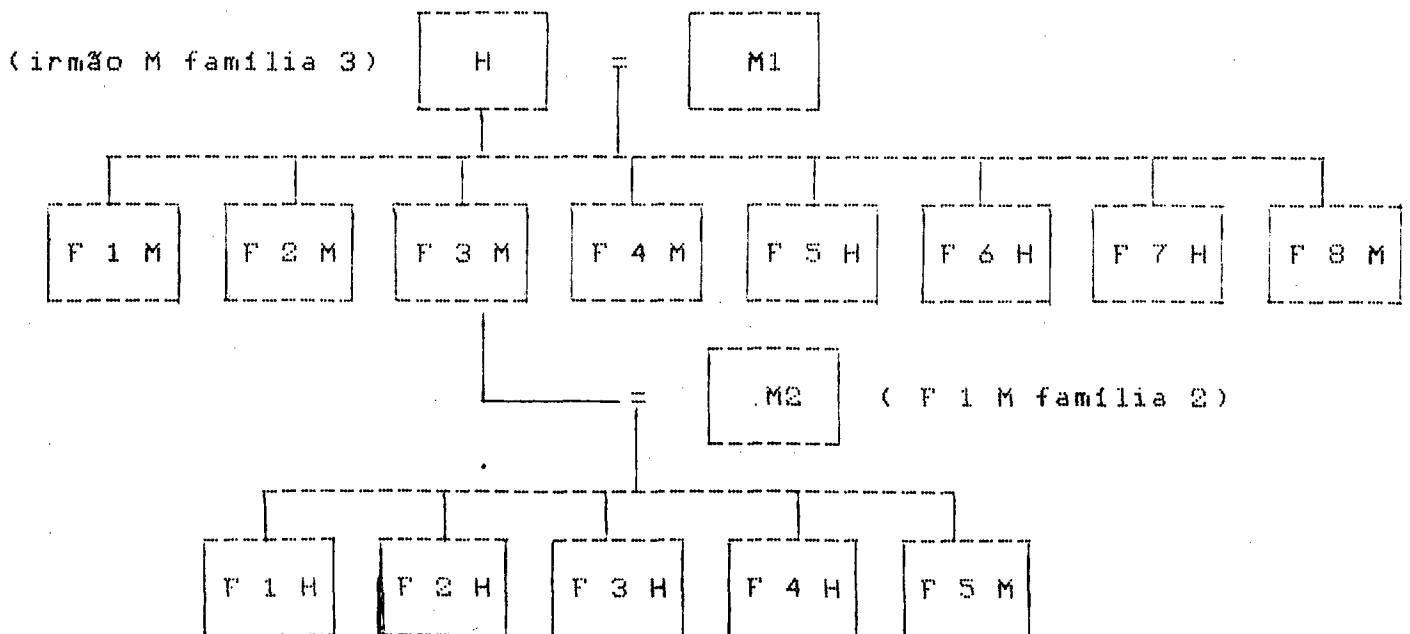 (irmão M família 3) H = M1
F 1 M F 2 M F 3 M F 4 M F 5 H F 6 H F 7 H F 8 M
= M2 ( F 1 M família 2)
F 1 H F 2 H F 3 H F 4 H F 5 M